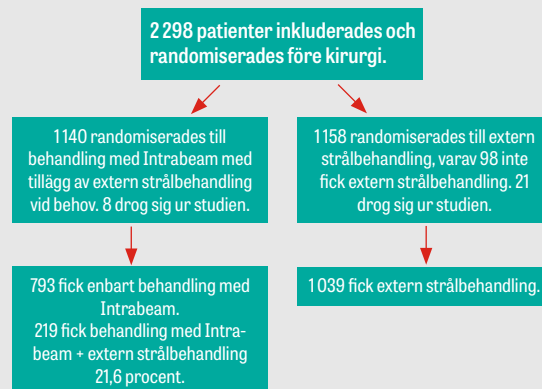 2 298 patienter inkluderades och
randomiserades före kirurgi.
1 140 randomiserades till
behandling med Intrabeam med
tillägg av extern strålbehandling
vid behov. 8 drog sig ur studien.
1 158 randomiserades till extern
strålbehandling, varav 98 inte
fick extern strålbehandling. 21
drog sig ur studien.
793 fick enbart behandling med
Intrabeam.
219 fick behandling med Intra-
beam + extern strålbehandling
21,6 procent.
1 039 fick extern strålbehandling.